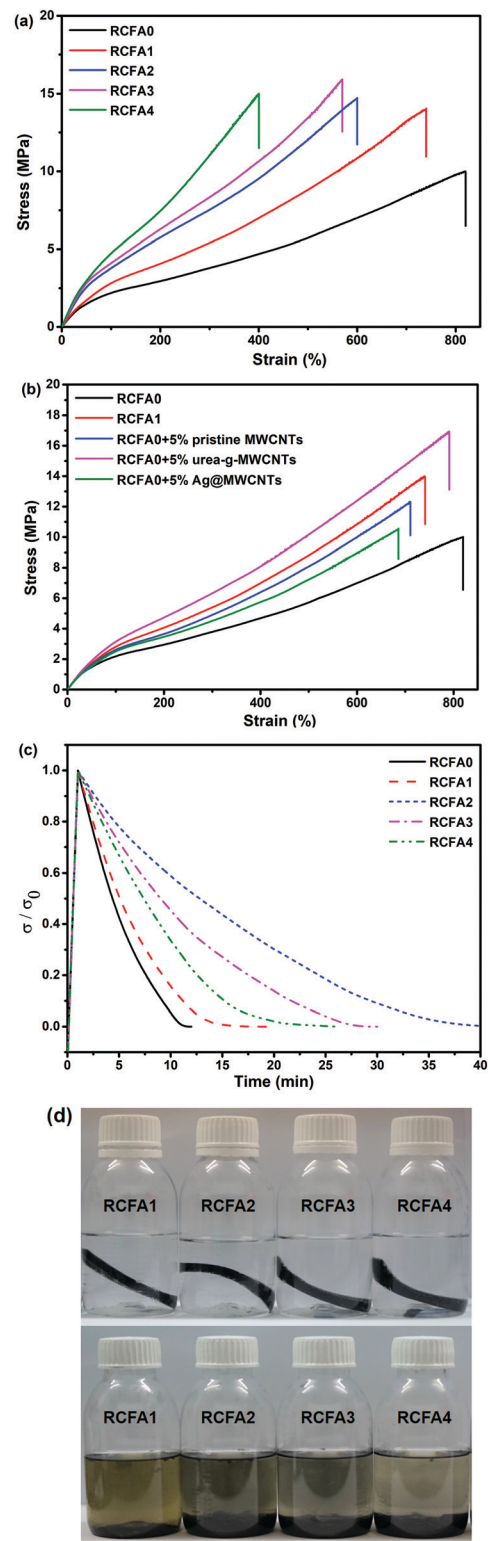 (a)
RCFA0
RCFA1
RCFA2
RCFA3
RCFA4
20
15
10
5
0
Stress (MPa)
0 200 400 600 800
Strain (%)
(b)
RCFA0
RCFA1
RCFA0+5% pristine MWCNTs
RCFA0+5% urea-g-MWCNTs
RCFA0+5% Ag@MWCNTs
20
18
16
14
12
10
8
6
4
2
0
Stress (MPa)
0 200 400 600 800
Strain (%)
(c)
RCFA0
RCFA1
RCFA2
RCFA3
RCFA4
1.0
0.8
0.6
0.4
0.2
0.0
σ / σ0
0 5 10 15 20 25 30 35 40
Time (min)
(d)
RCFA1 RCFA2 RCFA3 RCFA4
RCFA1 RCFA2 RCFA3 RCFA4